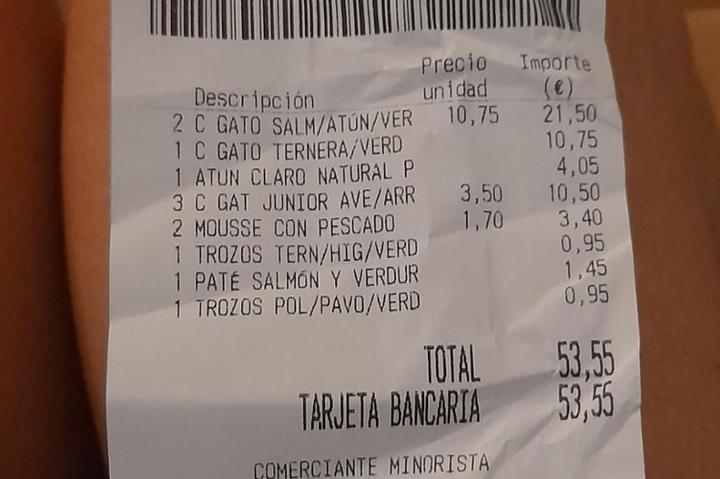 Precio Importe
Descripción unidad (€)
2 C GATO SALM/ATÚN/VER 10,75 21,50
1 C GATO TERNERA/VERD 10,75
1 ATUN CLARO NATURAL P 4,05
3 C GAT JUNIOR AVE/ARR 3,50 10,50
2 MOUSSE CON PESCADO 1,70 3,40
1 TROZOS TERN/HIG/VERD 0,95
1 PATÉ SALMÓN Y VERDUR 1,45
1 TROZOS POL/PAVO/VERD 0,95
TOTAL 53,55
TARJETA BANCARIA 53,55
COMERCIANTE MINORISTA